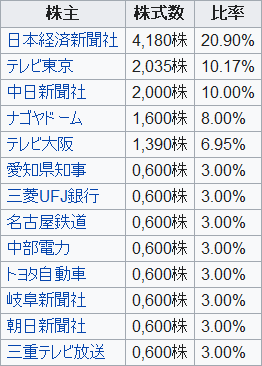 株主 株式数 比率
日本経済新聞社 4,180株 20.90%
テレビ東京 2,035株 10.17%
中日新聞社 2,000株 10.00%
ナゴヤドーム 1,600株 8.00%
テレビ大阪 1,390株 6.95%
愛知県知事 0,600株 3.00%
三菱UFJ銀行 0,600株 3.00%
名古屋鉄道 0,600株 3.00%
中部電力 0,600株 3.00%
トヨタ自動車 0,600株 3.00%
岐阜新聞社 0,600株 3.00%
朝日新聞社 0,600株 3.00%
三重テレビ放送 0,600株 3.00%